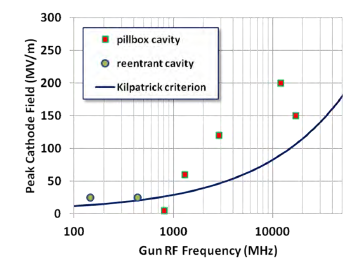 300
250
200
150
100
50
0
Peak Cathode Field (MV/m)
pillbox cavity
reentrant cavity
Kilpatrick criterion
100
1000
10000
Gun RF Frequency (MHz)